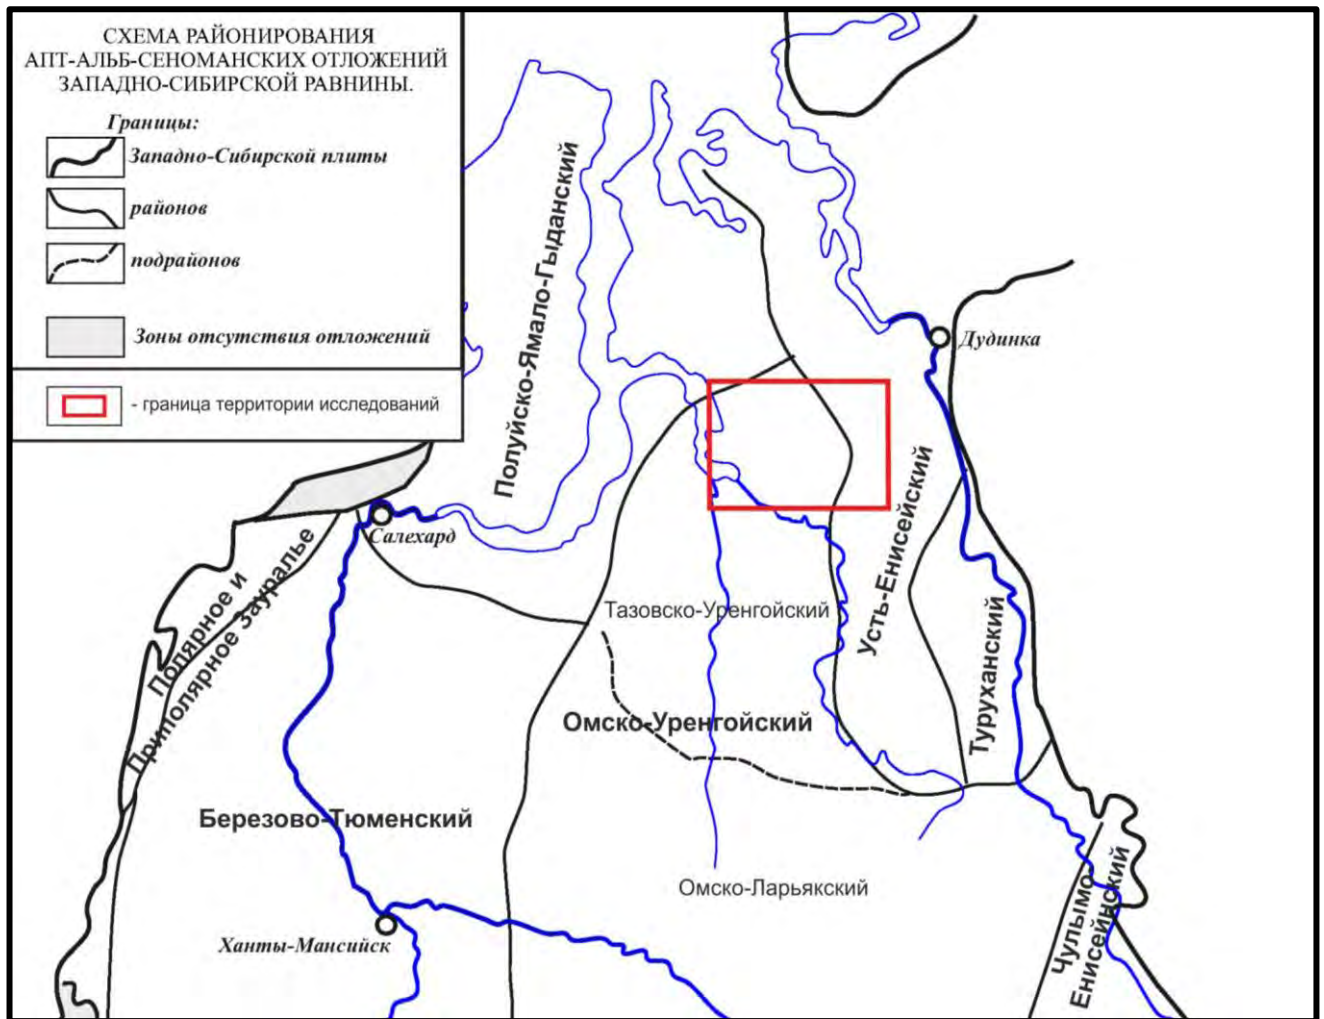 СХЕМА РАЙОНИРОВАНИЯ
АПТ-АЛЬБ-СЕНОМАНСКИХ ОТЛОЖЕНИЙ
ЗАПАДНО-СИБИРСКОЙ РАВНИНЫ.
Границы:
Западно-Сибирской плиты
районов
подрайонов
Зоны отсутствия отложений
- граница территории исследований
Полуйско-Ямало-Гыданский
Дудинка
Салехард
Полярное и
Приполярное Зауралье
Усть-Енисейский
Тазовско-Уренгойский
Туруханский
Омско-Уренгойский
Березово-Тюменский
Омско-Ларьякский
Ханты-Мансийск
Чулымо-
Енисейнский